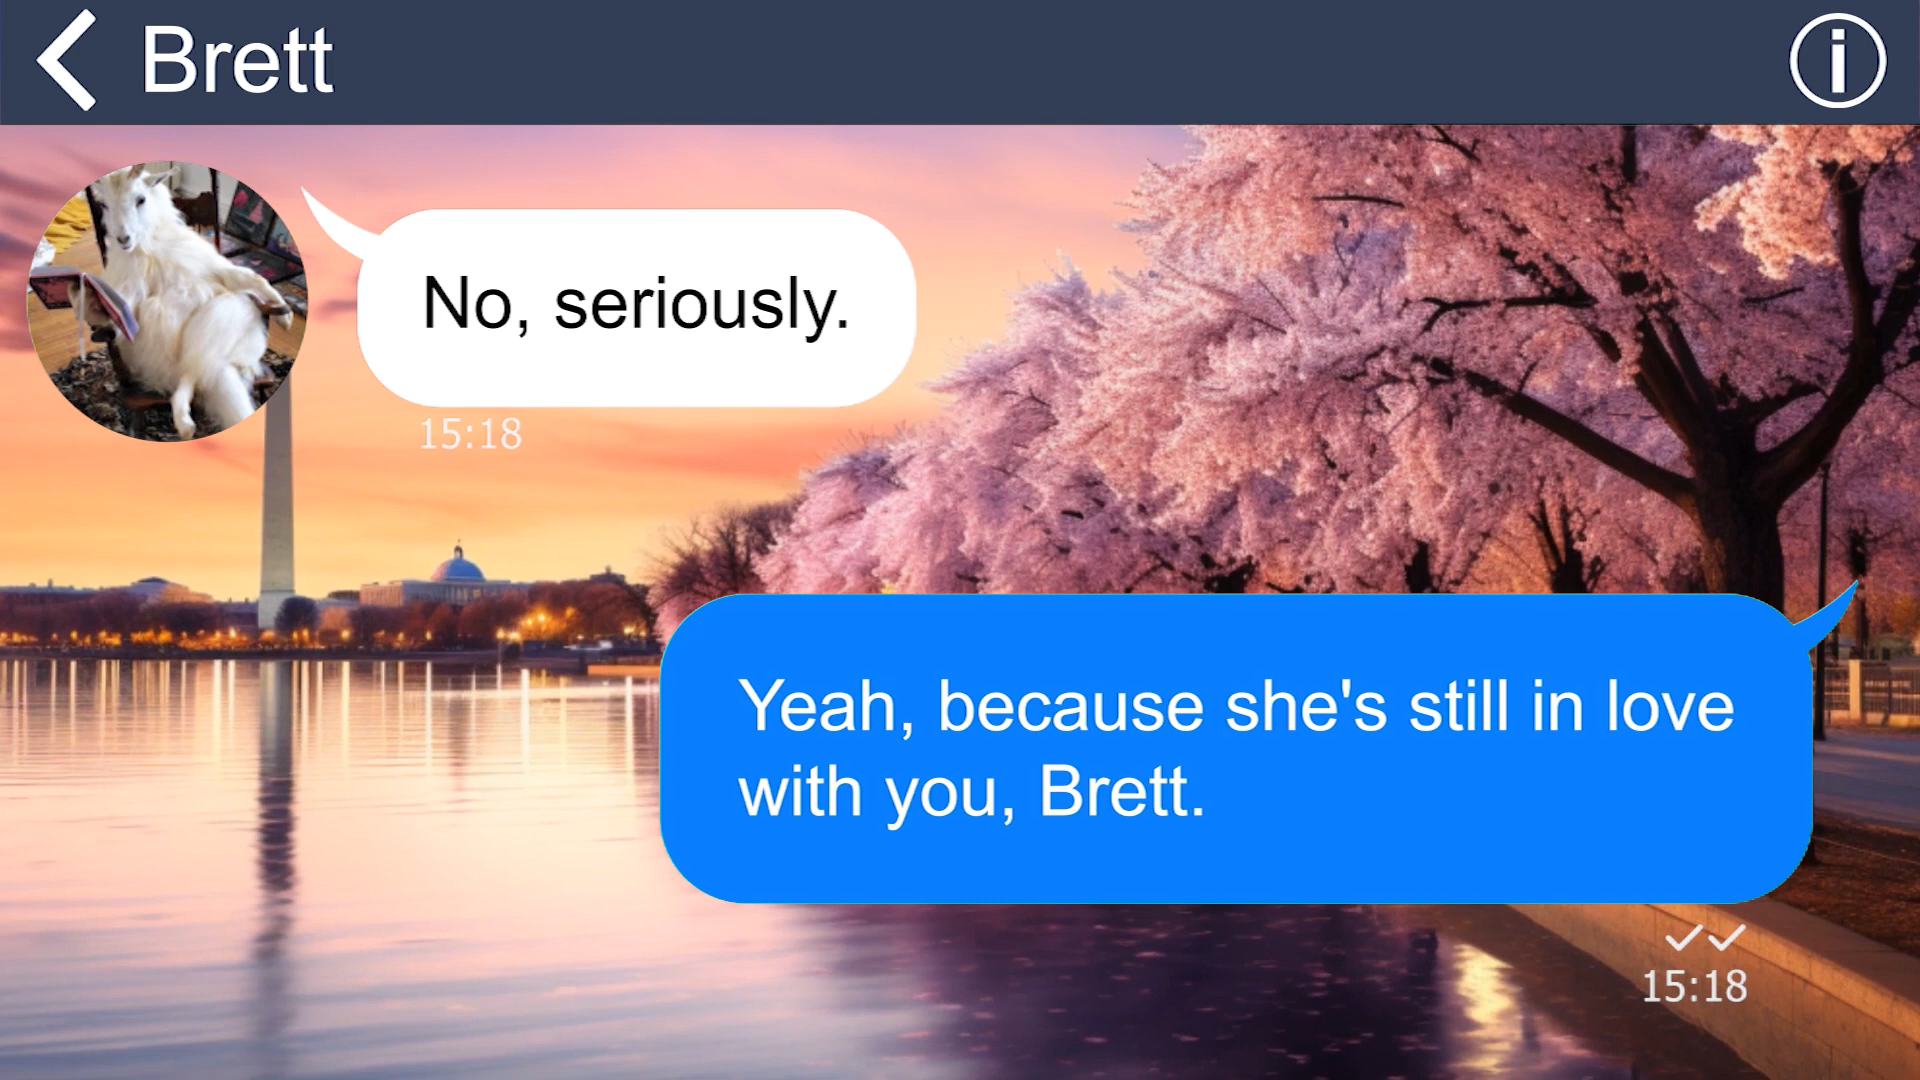 Brett
No, seriously.
15:18
Yeah, because she's still in love
with you, Brett.
15:18